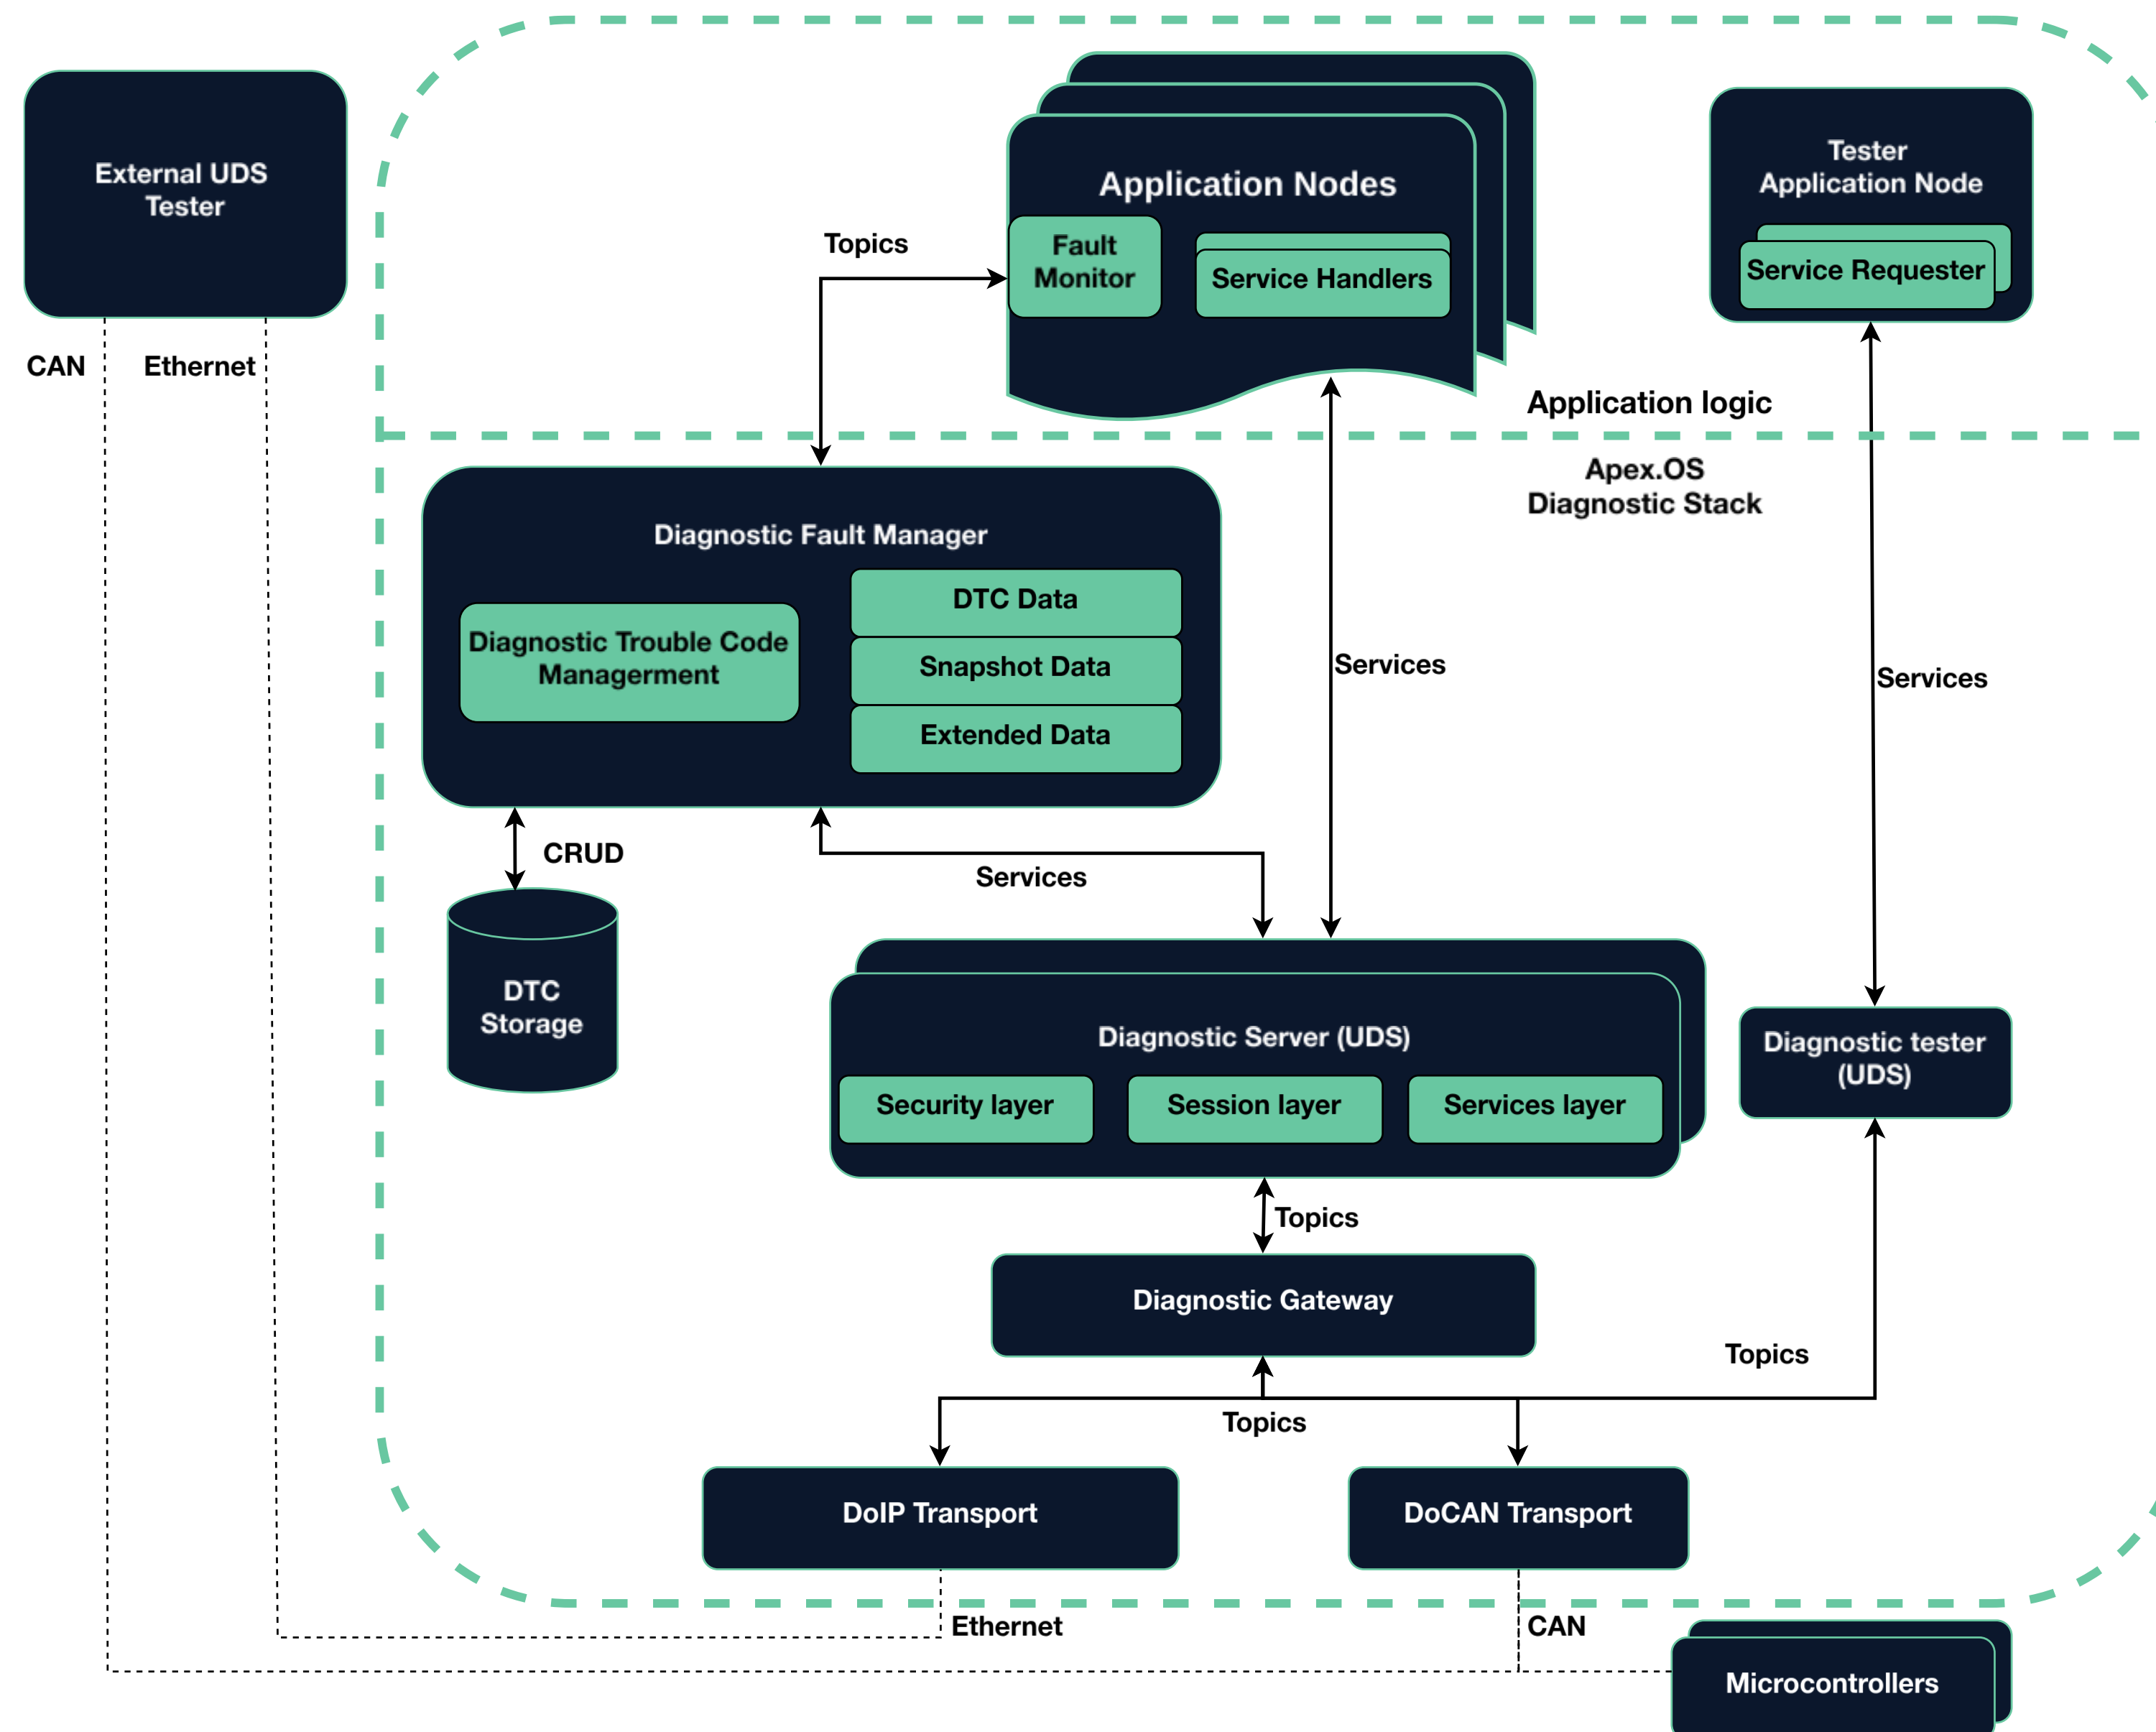 External UDS
Tester
CAN
Ethernet
Application Nodes
Fault
Monitor
Service Handlers
Topics
Tester
Application Node
Service Requester
Application logic
Apex.OS
Diagnostic Stack
Diagnostic Fault Manager
Diagnostic Trouble Code
Managerment
DTC Data
Snapshot Data
Extended Data
Services
Services
CRUD
Services
DTC
Storage
Diagnostic Server (UDS)
Security layer
Session layer
Services layer
Diagnostic tester
(UDS)
Topics
Diagnostic Gateway
Topics
Topics
DoIP Transport
DoCAN Transport
Ethernet
CAN
Microcontrollers